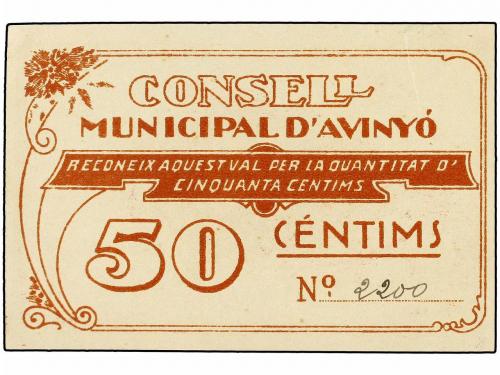 CONSELL
MUNICIPAL D'AVINYÓ
RECONEIX AQUEST VAL PER LA QUANTITAT D'
CINQUANTA CENTIMS
50 CÉNTIMS
Nº 2200